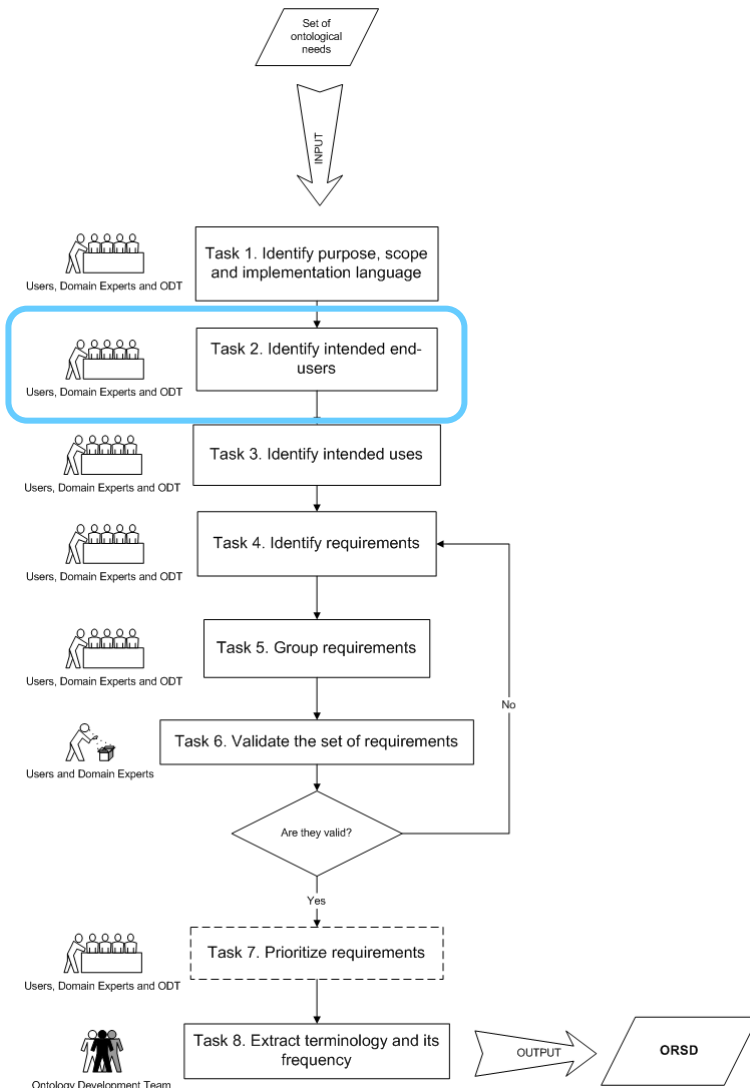 Set of
ontological
needs
INPUT
Task 1. Identify purpose, scope
and implementation language
Users, Domain Experts and ODT
Task 2. Identify intended end-
users
Users, Domain Experts and ODT
Task 3. Identify intended uses
Users, Domain Experts and ODT
Task 4. Identify requirements
Users, Domain Experts and ODT
Task 5. Group requirements
Users, Domain Experts and ODT
No
Task 6. Validate the set of requirements
Users and Domain Experts
Are they valid?
Yes
Task 7. Prioritize requirements
Users, Domain Experts and ODT
Task 8. Extract terminology and its
frequency
OUTPUT
ORSD
Ontology Development Team